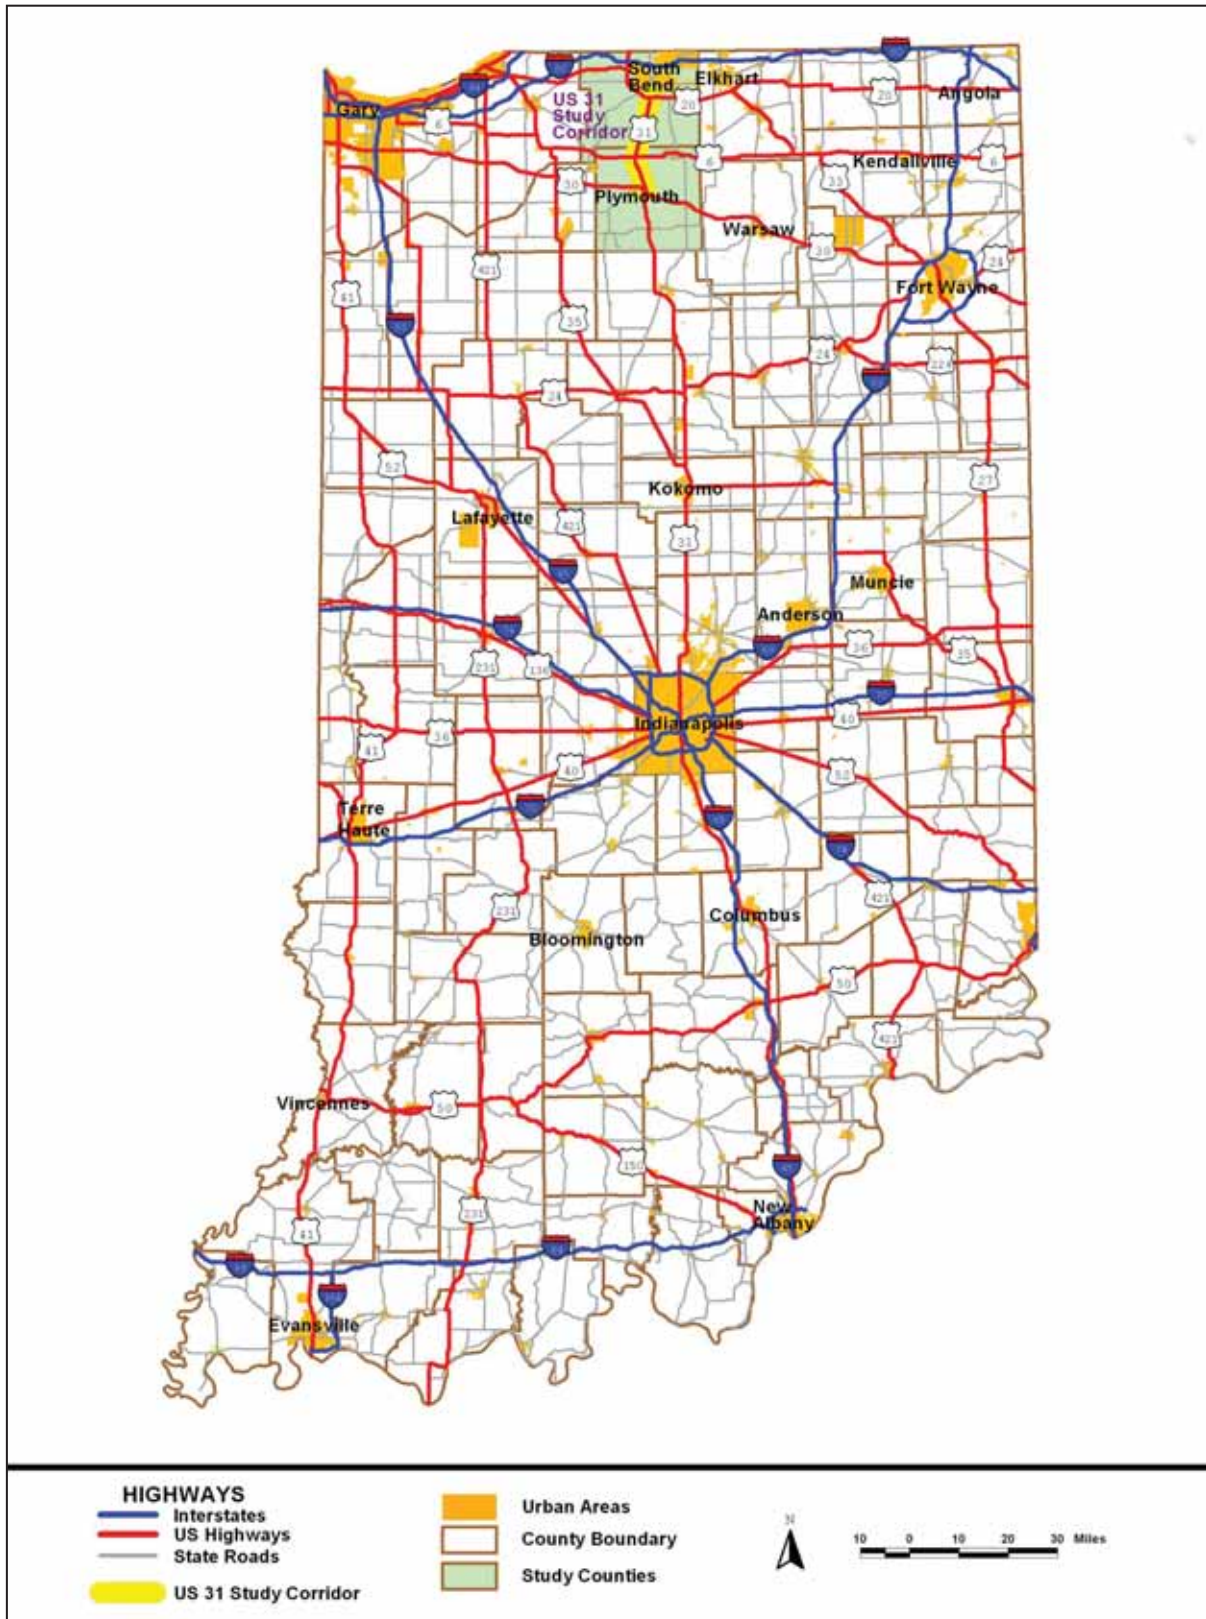 South
Bend
Elkhart
US 31
Study
Corridor
20
20
Angola
Gary
6
31
6
Kendallville
6
30
33
Plymouth
Warsaw
30
24
Fort Wayne
421
41
35
24
224
24
52
27
Kokomo
Lafayette
421
31
Muncie
Anderson
36
35
231
136
Indianapolis
40
41
36
40
52
Terre
Haute
421
231
Columbus
Bloomington
50
421
Vincennes
50
150
New
Albany
231
41
Evansville
HIGHWAYS
Interstates
US Highways
State Roads
US 31 Study Corridor
Urban Areas
County Boundary
Study Counties
N
10 0 10 20 30 Miles